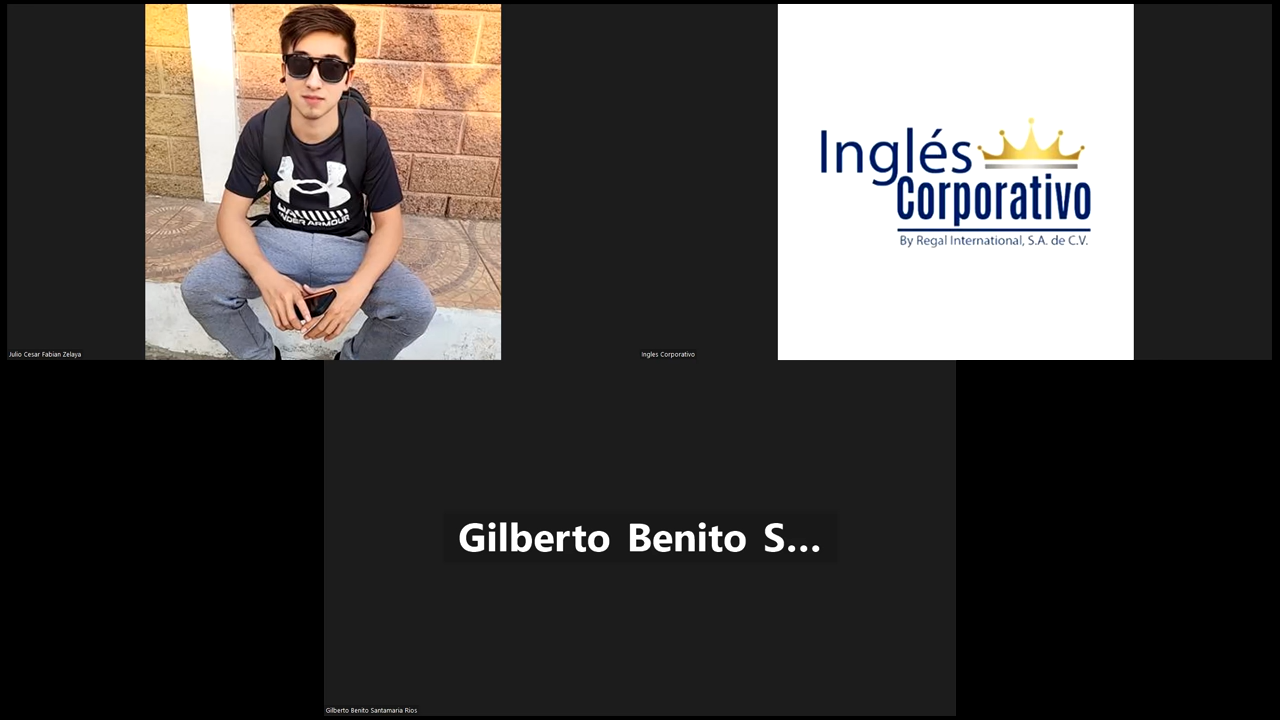 UNDER ARMOUR
Julio Cesar Fabian Zelaya
Inglés
Corporativo
By Regal International, S.A. de C.V.
Ingles Corporativo
Gilberto Benito S...
Gilberto Benito Santamaria Rios